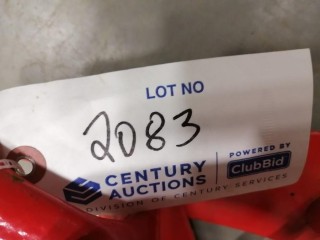 LOT NO
2083
CENTURY
AUCTIONS
POWERED BY
ClubBid
DIVISION OF CENTURY SERVICES